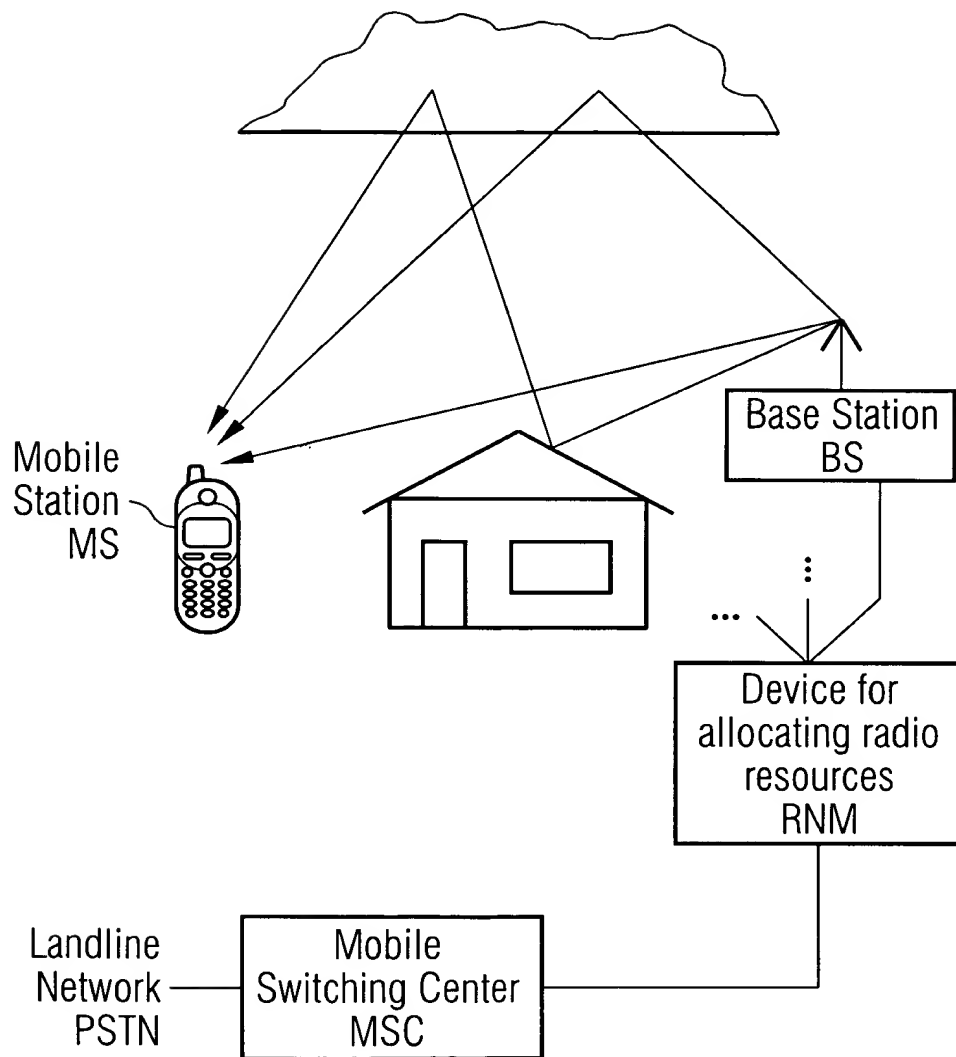 Base Station
BS
Mobile
Station
MS
...
...
Device for
allocating radio
resources
RNM
Landline
Network
PSTN
Mobile
Switching Center
MSC